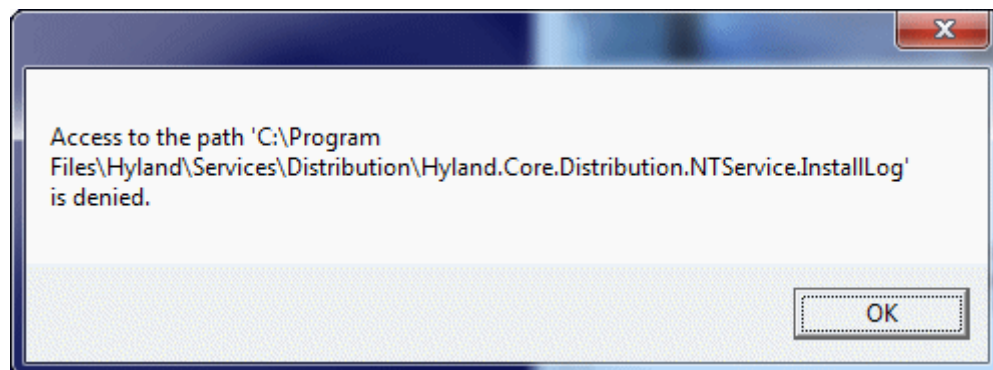 Access to the path 'C:\Program
Files\Hyland\Services\Distribution\Hyland.Core.Distribution.NTService.InstallLog'
is denied.
OK